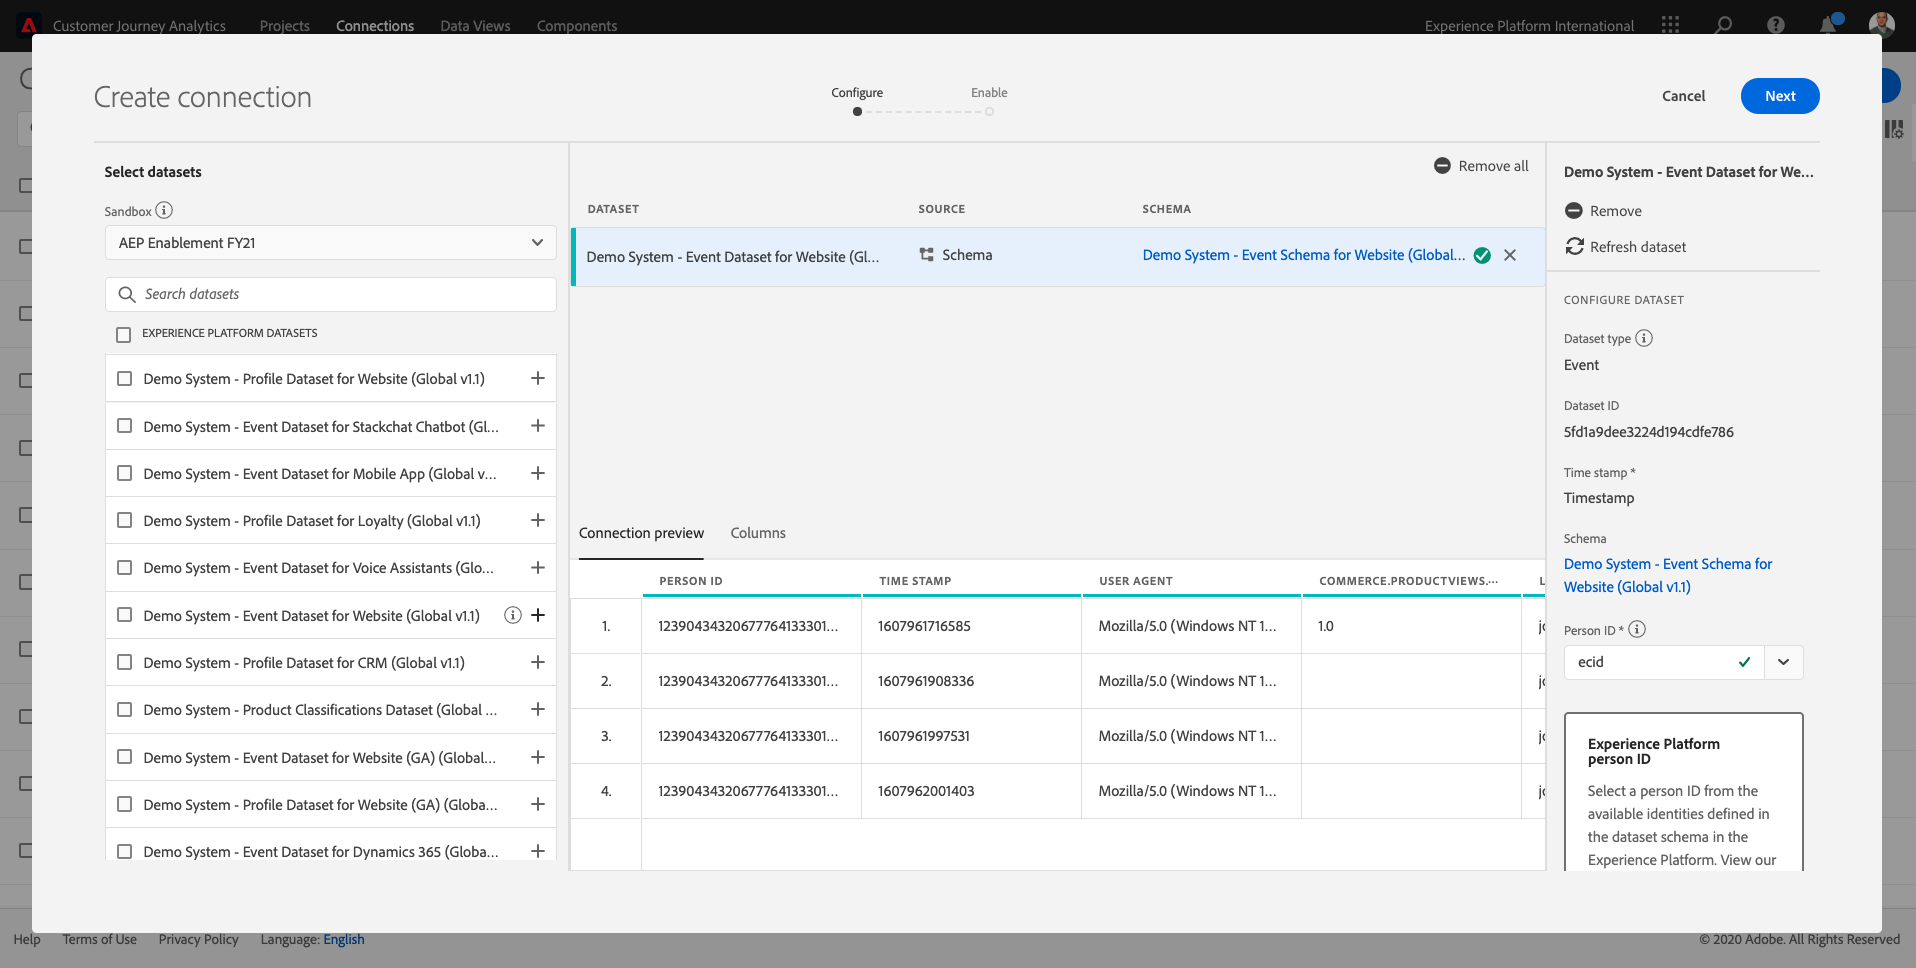 Customer Journey Analytics
Projects
Connections
Data Views
Components
Experience Platform International
Create connection
Configure
Enable
Cancel
Next
Select datasets
Sandbox
AEP Enablement FY21
Search datasets
EXPERIENCE PLATFORM DATASETS
Demo System - Profile Dataset for Website (Global v1.1)
Demo System - Event Dataset for Stackchat Chatbot (Gl...
Demo System - Event Dataset for Mobile App (Global v...
Demo System - Profile Dataset for Loyalty (Global v1.1)
Demo System - Event Dataset for Voice Assistants (Glo...
Demo System - Event Dataset for Website (Global v1.1)
Demo System - Profile Dataset for CRM (Global v1.1)
Demo System - Product Classifications Dataset (Global ...
Demo System - Event Dataset for Website (GA) (Global...
Demo System - Profile Dataset for Website (GA) (Globa...
Demo System - Event Dataset for Dynamics 365 (Globa...
Remove all
DATASET SOURCE SCHEMA
Demo System - Event Dataset for Website (Gl... Schema Demo System - Event Schema for Website (Global...
Connection preview
Columns
PERSON ID TIME STAMP USER AGENT COMMERCE.PRODUCTVIEWS....
1. 12390434320677764133301... 1607961716585 Mozilla/5.0 (Windows NT 1... 1.0
2. 12390434320677764133301... 1607961908336 Mozilla/5.0 (Windows NT 1...
3. 12390434320677764133301... 1607961997531 Mozilla/5.0 (Windows NT 1...
4. 12390434320677764133301... 1607962001403 Mozilla/5.0 (Windows NT 1...
Demo System - Event Dataset for We...
Remove
Refresh dataset
CONFIGURE DATASET
Dataset type
Event
Dataset ID
5fd1a9dee3224d194cdfe786
Time stamp *
Timestamp
Schema
Demo System - Event Schema for
Website (Global v1.1)
Person ID *
ecid
Experience Platform
person ID
Select a person ID from the
available identities defined in
the dataset schema in the
Experience Platform. View our
Help
Terms of Use
Privacy Policy
Language: English
© 2020 Adobe. All Rights Reserved